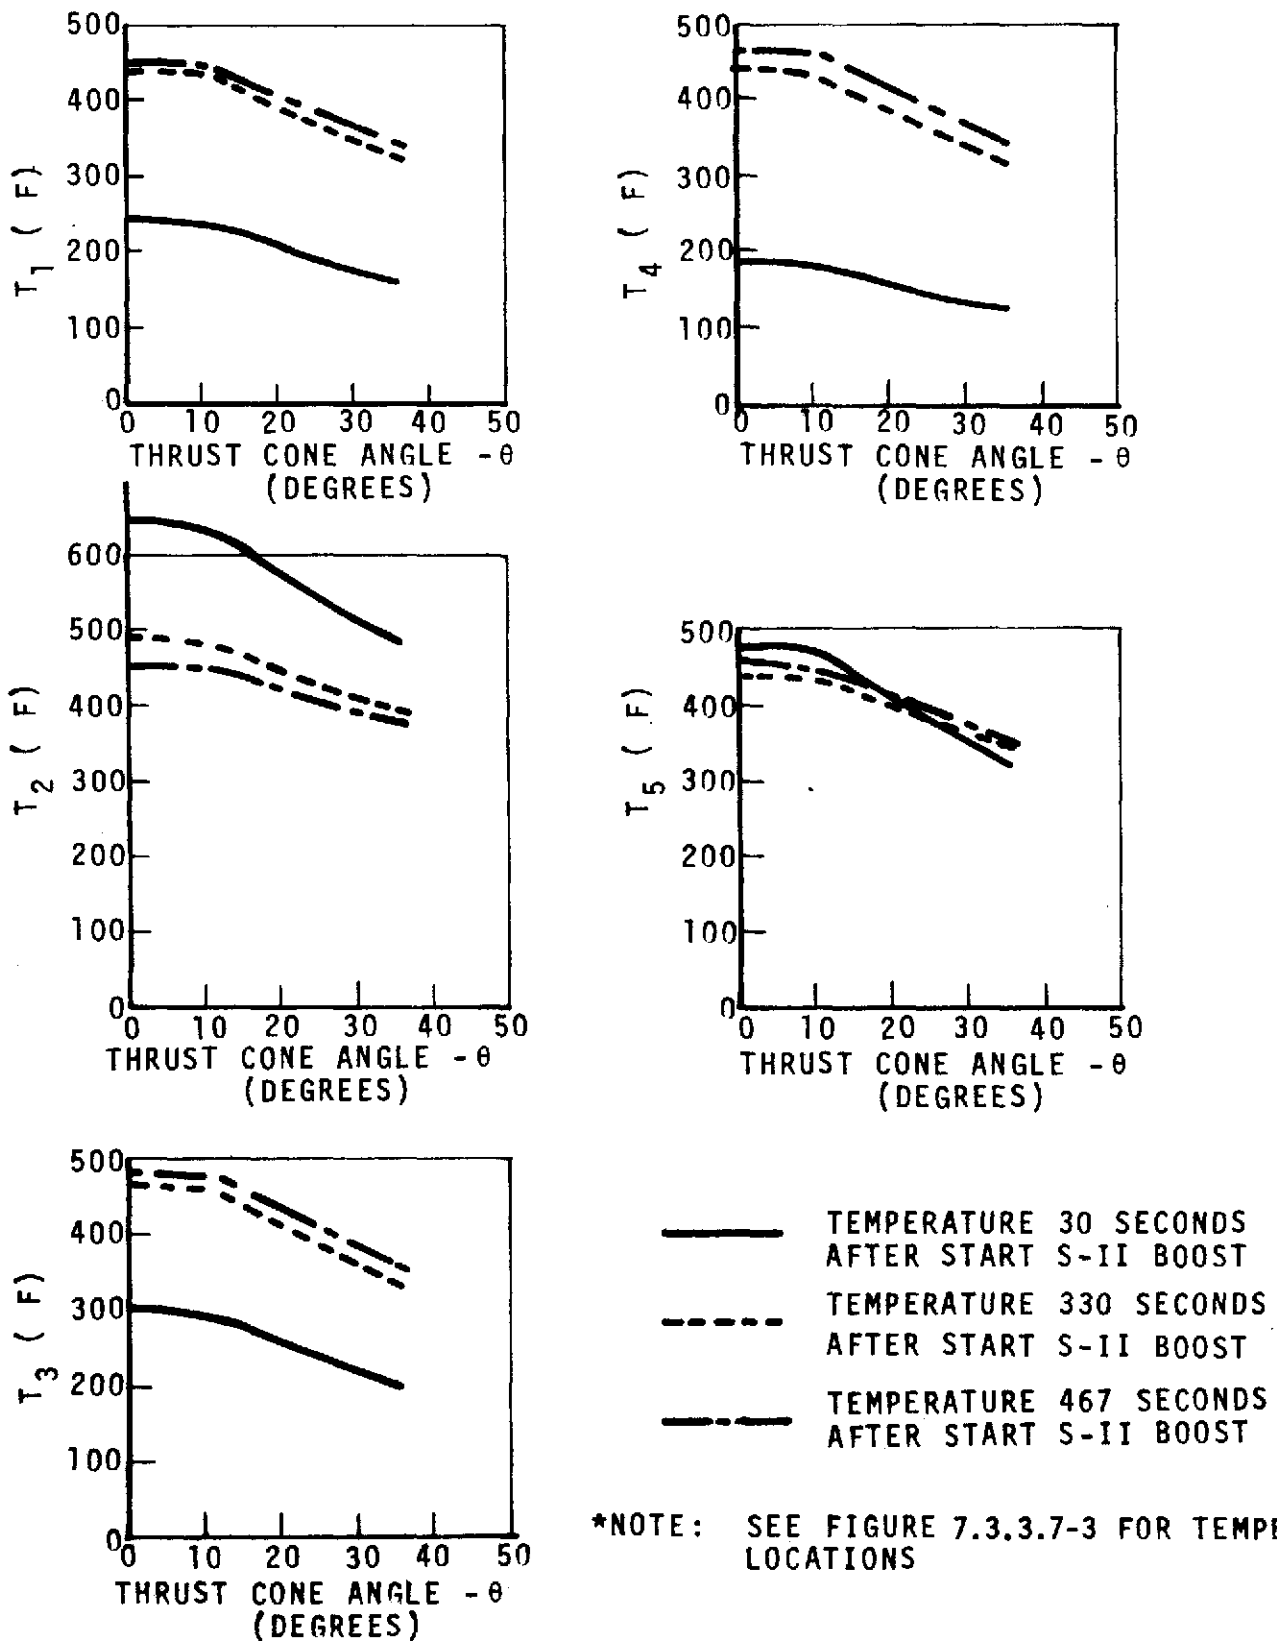 500
400
300
200
100
0
T1 ( F)
0 10 20 30 40 50
THRUST CONE ANGLE -θ
(DEGREES)
500
400
300
200
100
0
T4 ( F)
0 10 20 30 40 50
THRUST CONE ANGLE -θ
(DEGREES)
600
500
400
300
200
100
0
T2 ( F)
0 10 20 30 40 50
THRUST CONE ANGLE -θ
(DEGREES)
500
400
300
200
100
0
T5 ( F)
0 10 20 30 40 50
THRUST CONE ANGLE -θ
(DEGREES)
500
400
300
200
100
0
T3 ( F)
0 10 20 30 40 50
THRUST CONE ANGLE -θ
(DEGREES)
TEMPERATURE 30 SECONDS
AFTER START S-II BOOST
TEMPERATURE 330 SECONDS
AFTER START S-II BOOST
TEMPERATURE 467 SECONDS
AFTER START S-II BOOST
*NOTE: SEE FIGURE 7.3.3.7-3 FOR
LOCATIONS